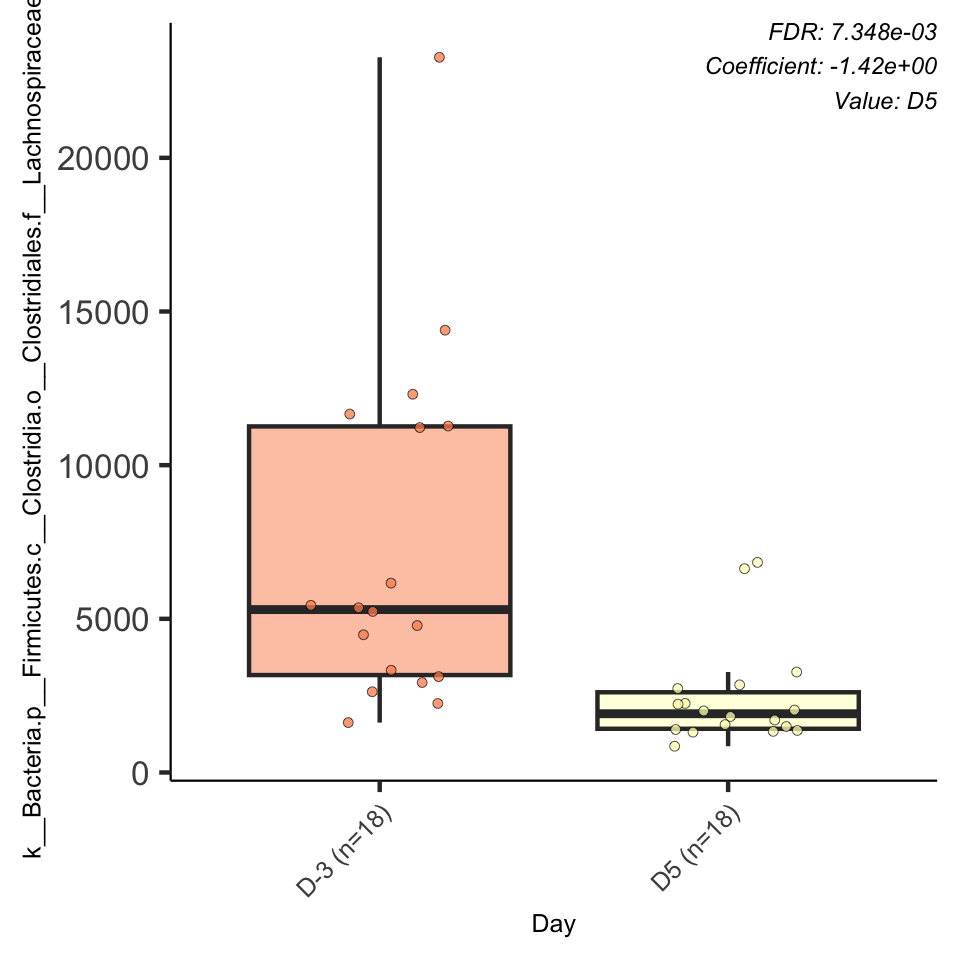 FDR: 7.348e-03
Coefficient: -1.42e+00
Value: D5
k__Bacteria.p__Firmicutes.c__Clostridia.o__Clostridiales.f__Lachnospiraceae
20000
15000
10000
5000
0
D-3 (n=18)
D5 (n=18)
Day